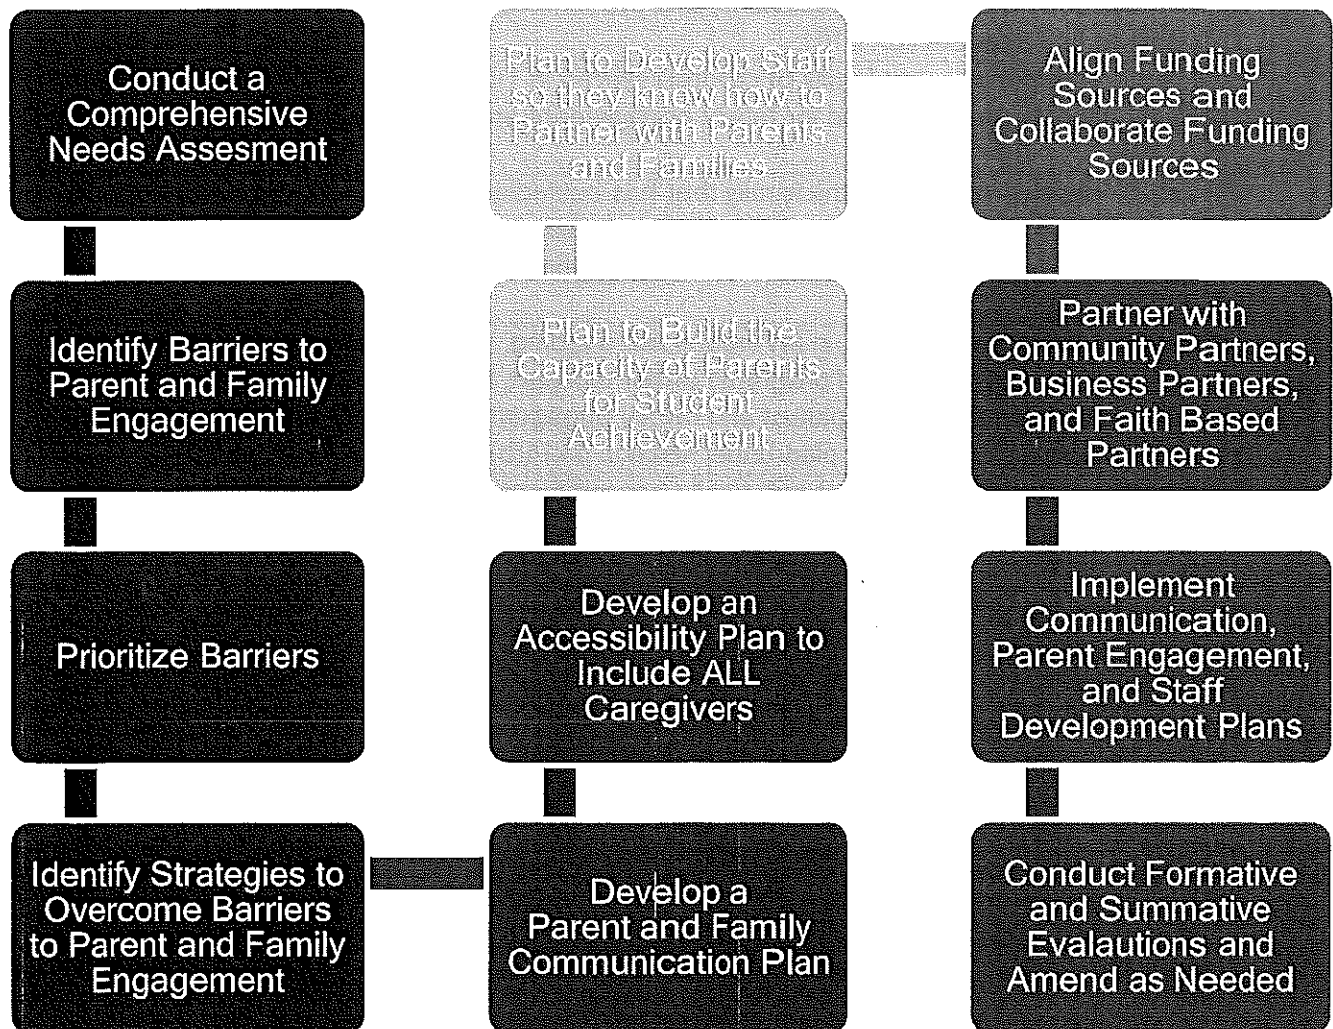 Conduct a
Comprehensive
Needs Assesment
Identify Barriers to
Parent and Family
Engagement
Prioritize Barriers
Identify Strategies to
Overcome Barriers
to Parent and Family
Engagement
Develop a
Parent and Family
Communication Plan
Develop an
Accessibility Plan to
Include ALL
Caregivers
Plan to Build the
Capacity of Parents
for Student
Achievement
Plan to Develop Staff
so they know how to
Partner with Parents
and Families
Align Funding
Sources and
Collaborate Funding
Sources
Partner with
Community Partners,
Business Partners,
and Faith Based
Partners
Implement
Communication,
Parent Engagement,
and Staff
Development Plans
Conduct Formative
and Summative
Evalautions and
Amend as Needed